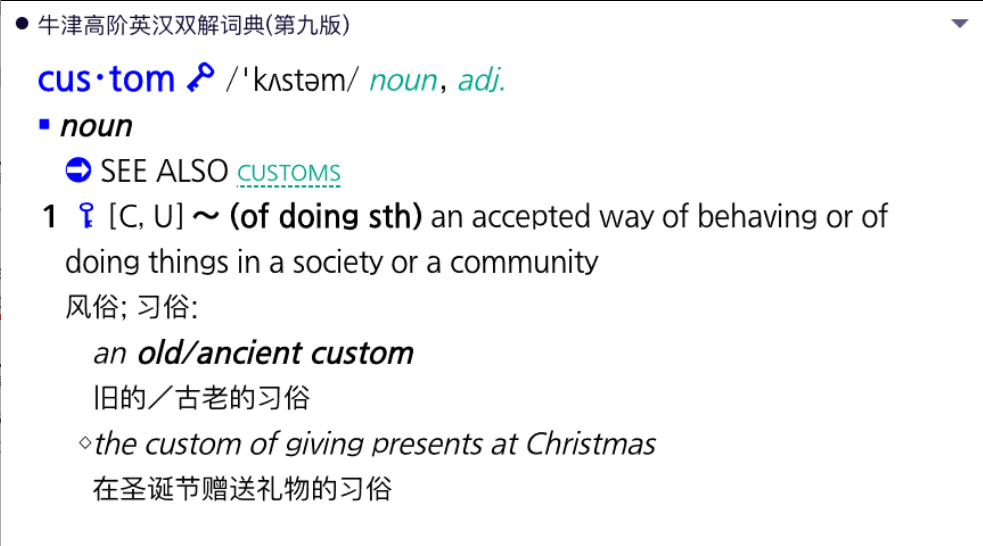 ● 牛津高阶英汉双解词典(第九版)
cus·tom /ˈkʌstəm/ noun, adj.
■ noun
➡ SEE ALSO CUSTOMS
1 [C, U] ~ (of doing sth) an accepted way of behaving or of
doing things in a society or a community
风俗; 习俗:
an old/ancient custom
旧的／古老的习俗
◇the custom of giving presents at Christmas
在圣诞节赠送礼物的习俗